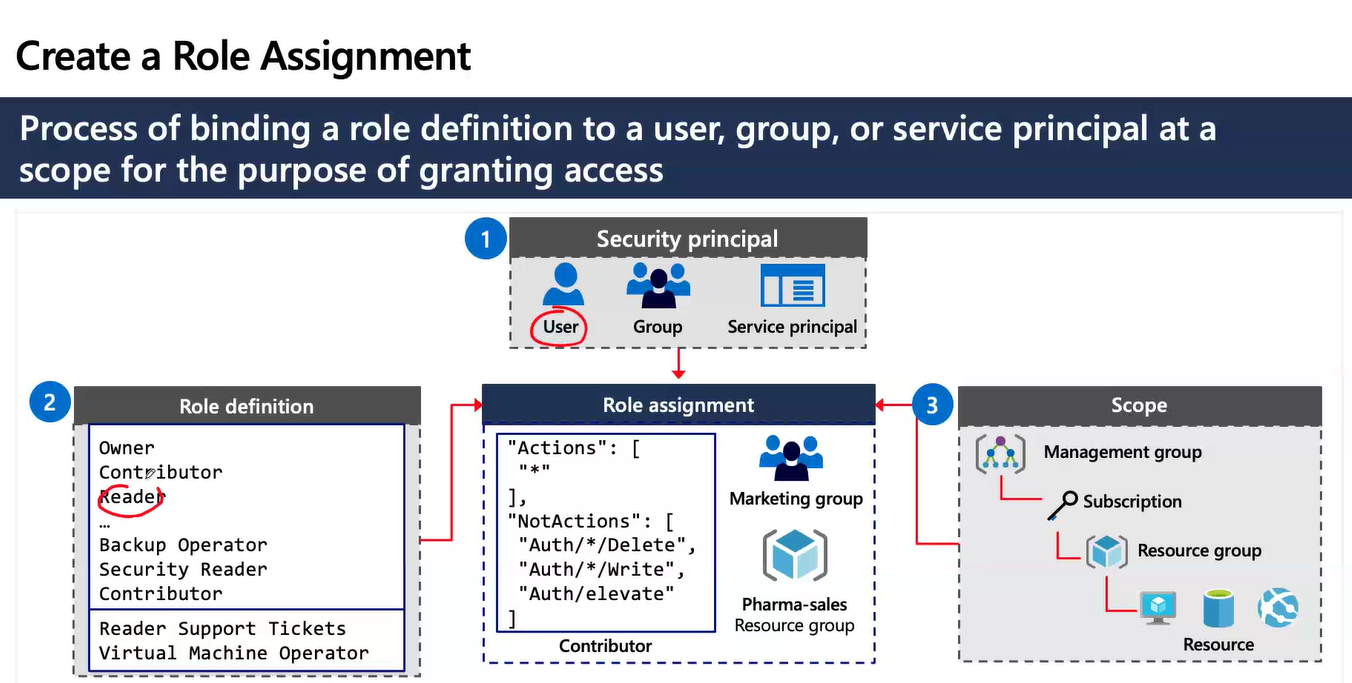 Create a Role Assignment
Process of binding a role definition to a user, group, or service principal at a
scope for the purpose of granting access
1
Security principal
User
Group
Service principal
2
Role definition
Owner
Contributor
Reader
…
Backup Operator
Security Reader
Contributor
Reader Support Tickets
Virtual Machine Operator
Role assignment
"Actions": [
"*"
],
"NotActions": [
"Auth/*/Delete",
"Auth/*/Write",
"Auth/elevate"
]
Contributor
Marketing group
Pharma-sales
Resource group
3
Scope
Management group
Subscription
Resource group
Resource